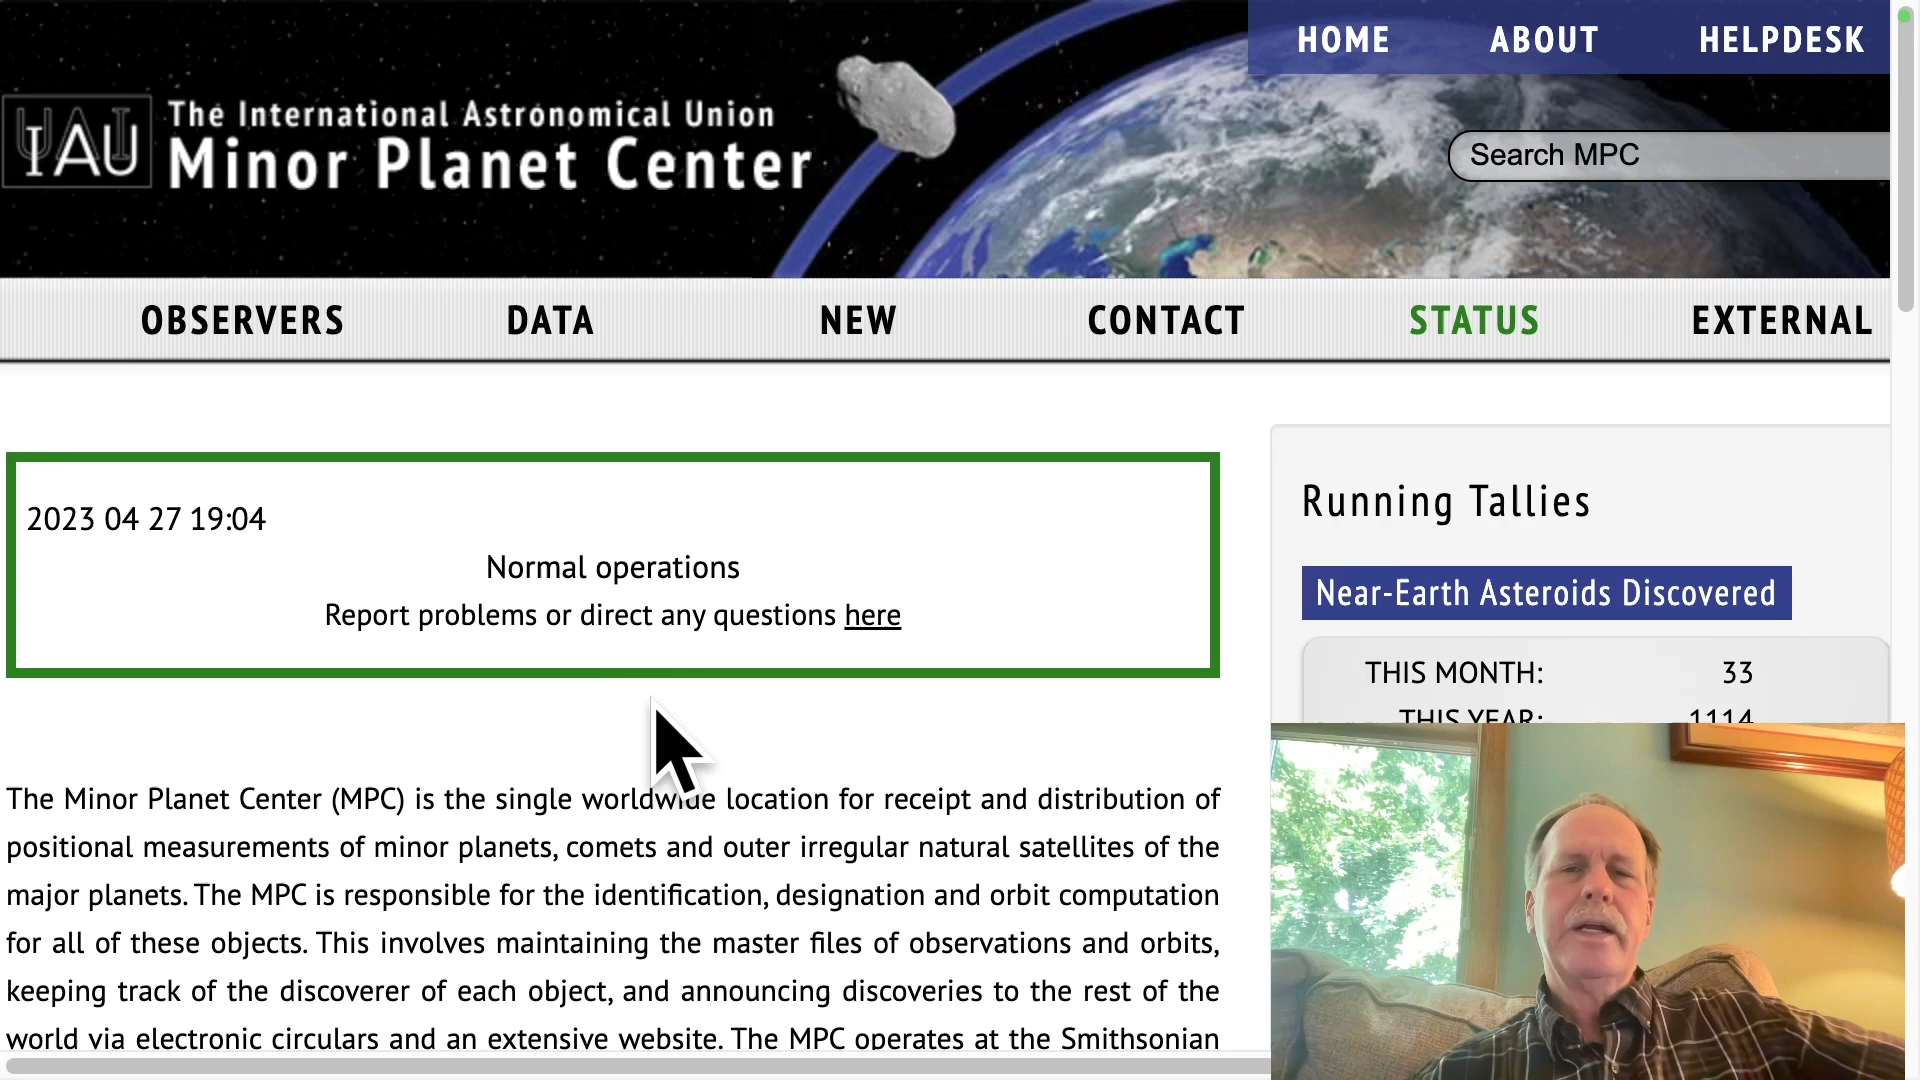 HOME ABOUT HELPDESK
IAU
The International Astronomical Union
Minor Planet Center
Search MPC
OBSERVERS DATA NEW CONTACT STATUS EXTERNAL
2023 04 27 19:04
Normal operations
Report problems or direct any questions here
The Minor Planet Center (MPC) is the single worldwide location for receipt and distribution of
positional measurements of minor planets, comets and outer irregular natural satellites of the
major planets. The MPC is responsible for the identification, designation and orbit computation
for all of these objects. This involves maintaining the master files of observations and orbits,
keeping track of the discoverer of each object, and announcing discoveries to the rest of the
world via electronic circulars and an extensive website. The MPC operates at the Smithsonian
Running Tallies
Near-Earth Asteroids Discovered
THIS MONTH: 33
THIS YEAR: 1114